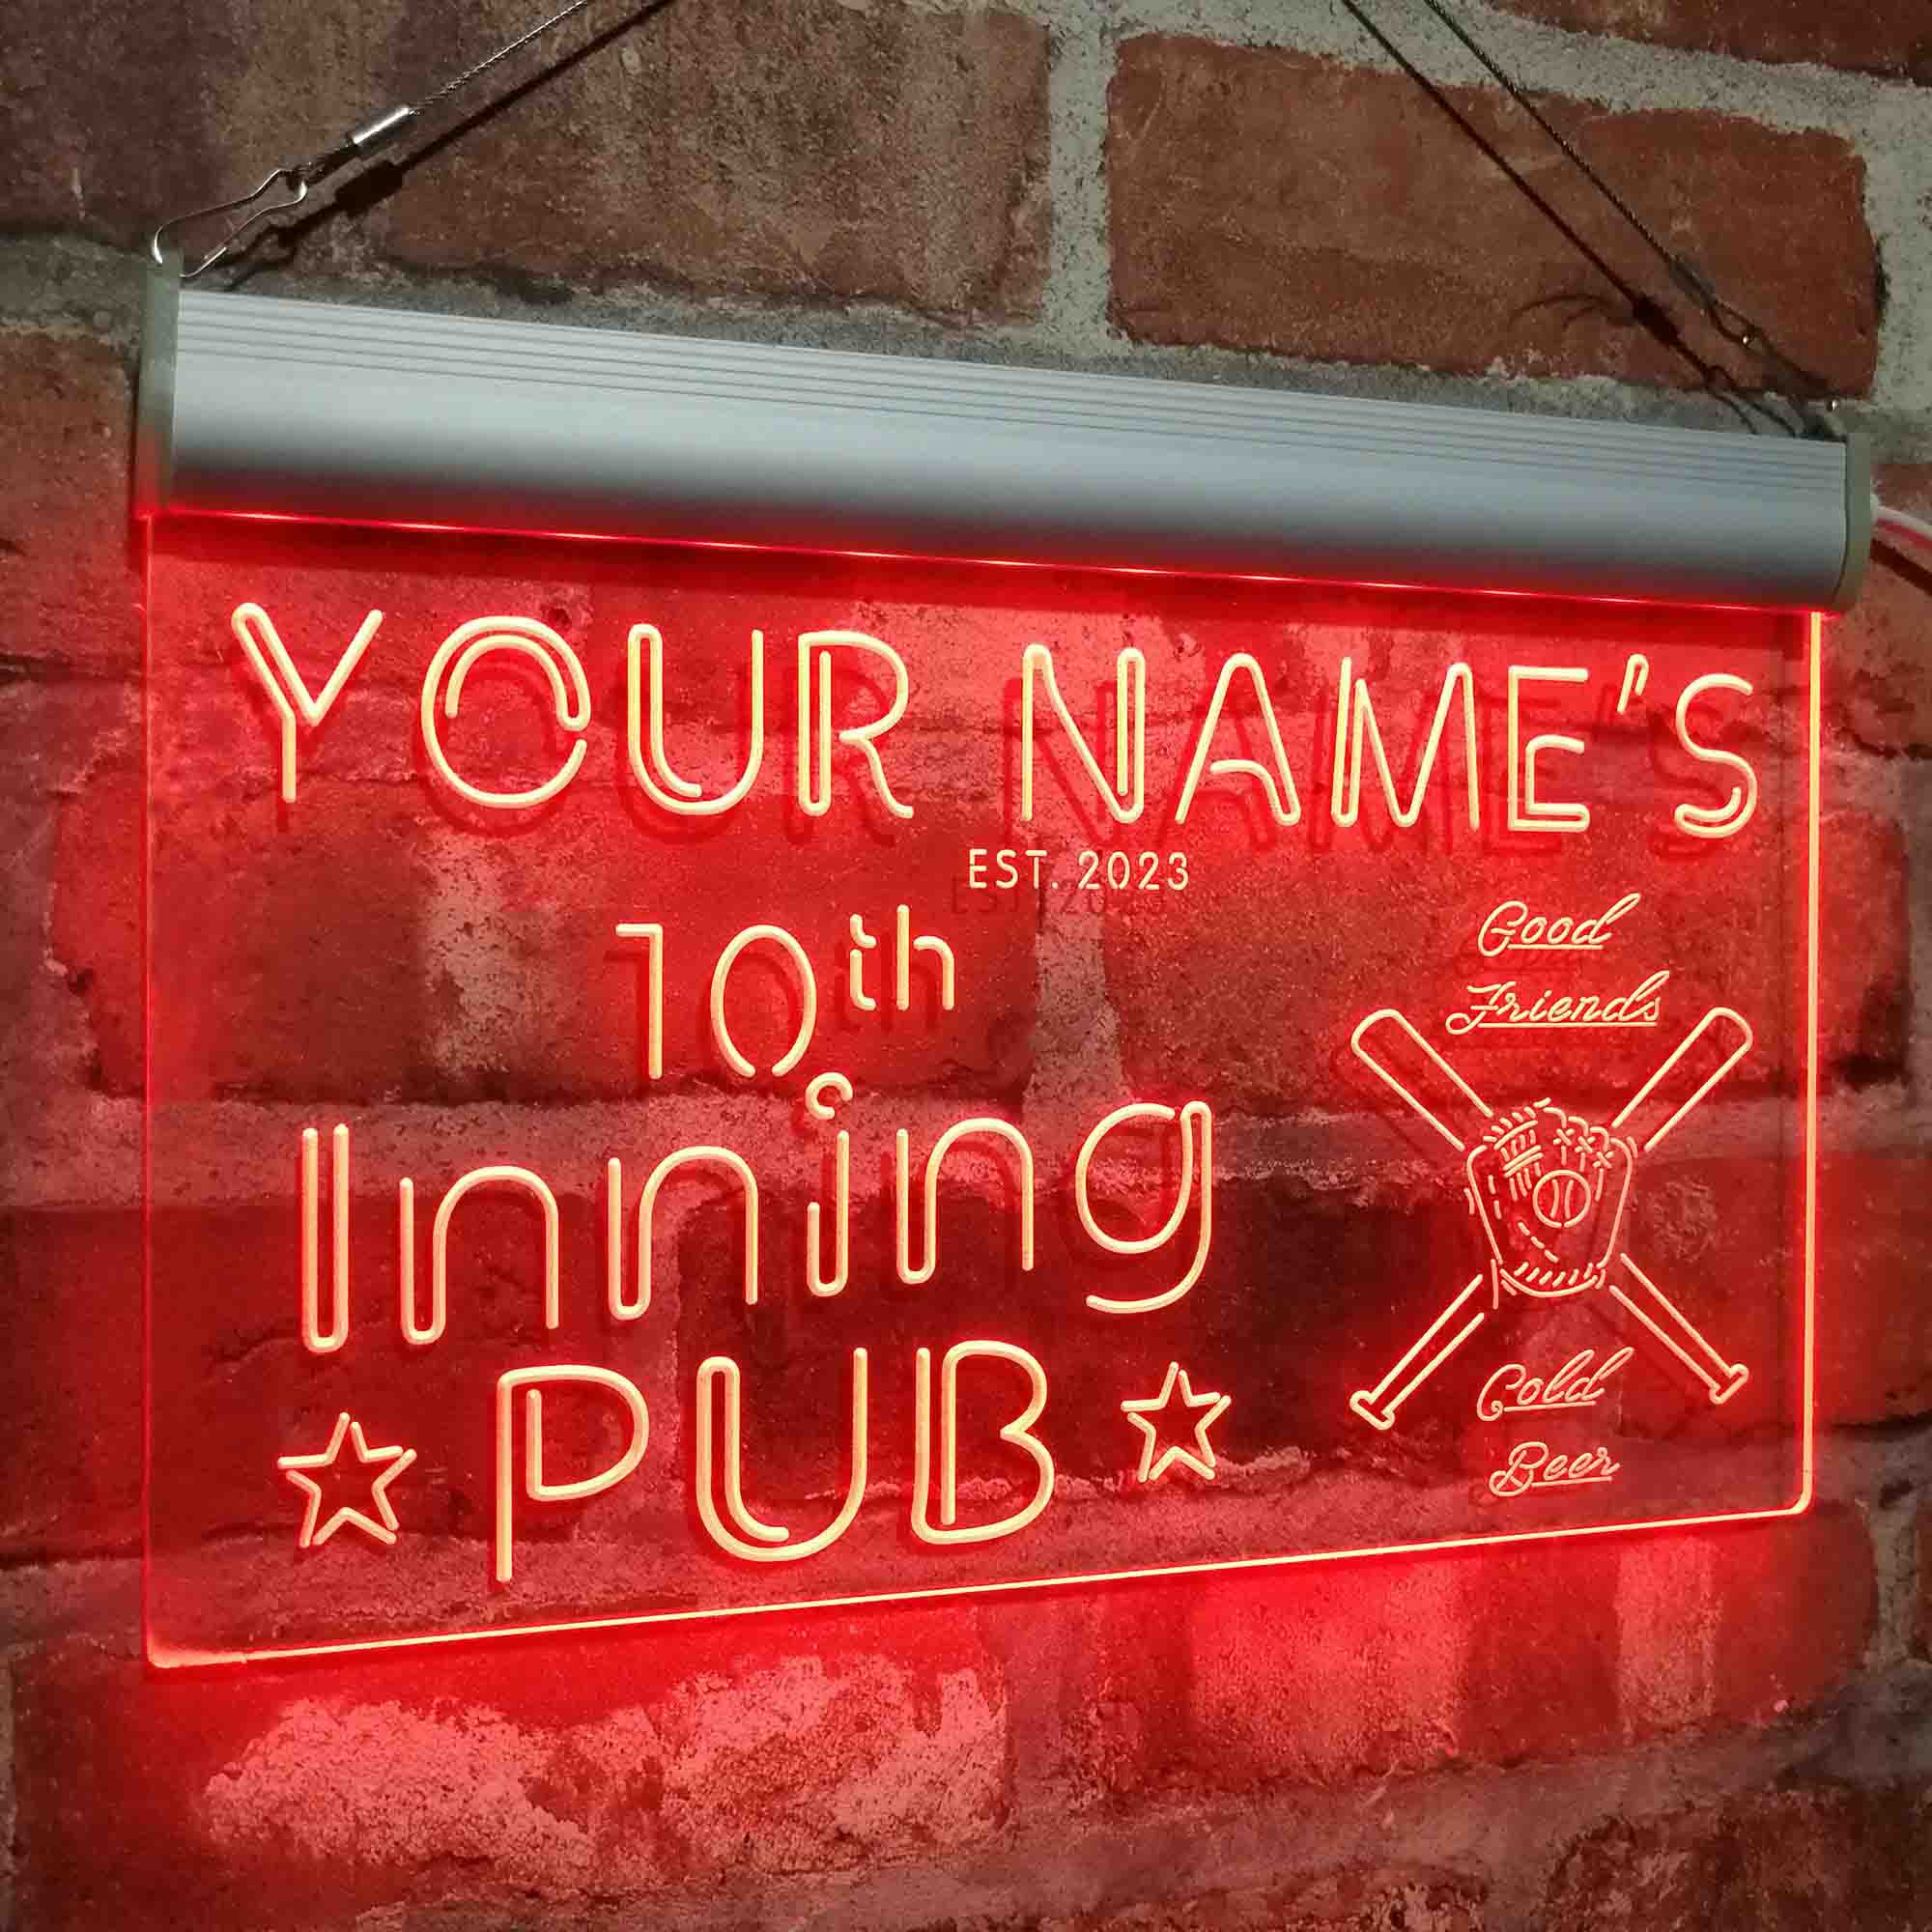 YOUR NAME'S
EST. 2023
10th
Inning
PUB
Good
Friends
Cold
Beer